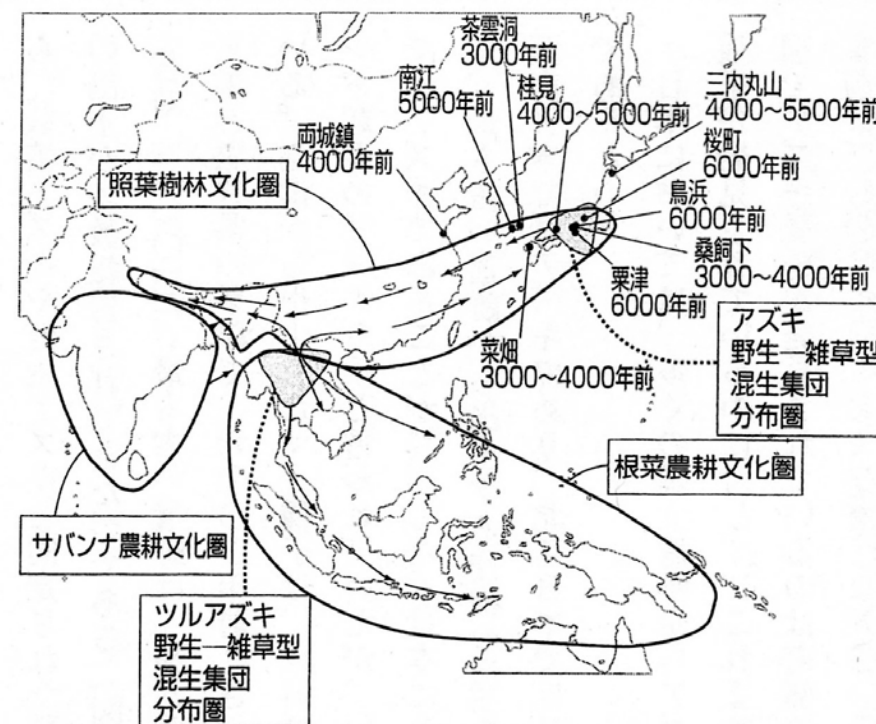 茶雲洞
3000年前
南江
5000年前
桂見
4000〜5000年前
三内丸山
4000〜5500年前
両城鎮
4000年前
桜町
6000年前
照葉樹林文化圏
鳥浜
6000年前
桑飼下
3000〜4000年前
粟津
6000年前
菜畑
3000〜4000年前
アズキ
野生―雑草型
混生集団
分布圏
根菜農耕文化圏
サバンナ農耕文化圏
ツルアズキ
野生―雑草型
混生集団
分布圏